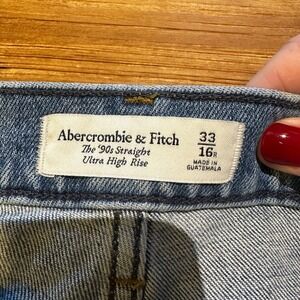 Abercrombie & Fitch
The '90s Straight
Ultra High Rise
33
16R
MADE IN
GUATEMALA